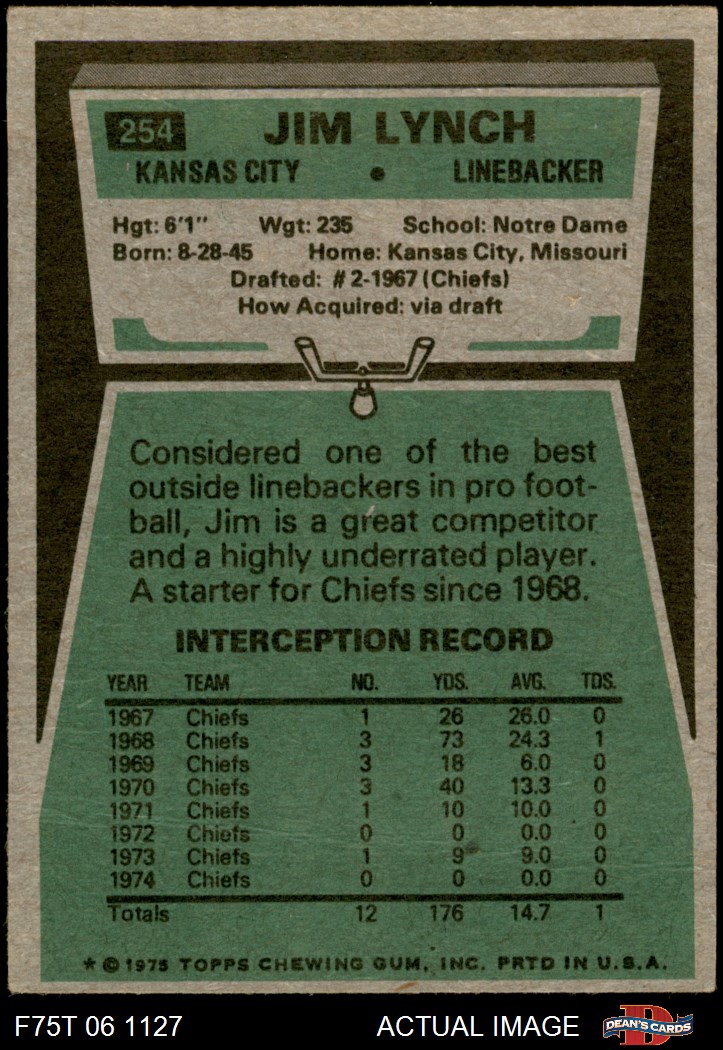 254 JIM LYNCH
KANSAS CITY • LINEBACKER
Hgt: 6'1" Wgt: 235 School: Notre Dame
Born: 8-28-45 Home: Kansas City, Missouri
Drafted: #2-1967 (Chiefs)
How Acquired: via draft
Considered one of the best
outside linebackers in pro foot-
ball, Jim is a great competitor
and a highly underrated player.
A starter for Chiefs since 1968.
INTERCEPTION RECORD
YEAR TEAM NO. YDS. AVG. TDS.
1967 Chiefs 1 26 26.0 0
1968 Chiefs 3 73 24.3 1
1969 Chiefs 3 18 6.0 0
1970 Chiefs 3 40 13.3 0
1971 Chiefs 1 10 10.0 0
1972 Chiefs 0 0 0.0 0
1973 Chiefs 1 9 9.0 0
1974 Chiefs 0 0 0.0 0
Totals 12 176 14.7 1
* © 1975 TOPPS CHEWING GUM, INC. PRTD IN U.S.A.
F75T 06 1127 ACTUAL IMAGE D DEAN'S CARDS